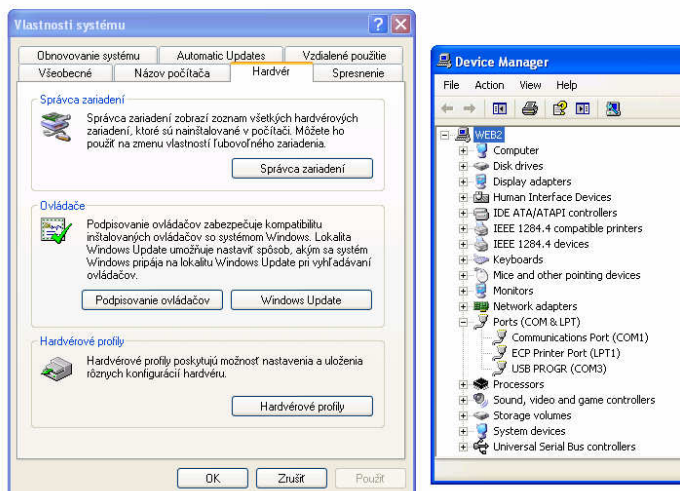 Vlastnosti systému
Obnovovanie systému Automatic Updates Vzdialené použitie
Všeobecné Názov počítača Hardvér Spresnenie
Správca zariadení
Správca zariadení zobrazí zoznam všetkých hardvérových
zariadení, ktoré sú nainštalované v počítači. Môžete ho
použiť na zmenu vlastností ľubovoľného zariadenia.
Správca zariadení
Ovládače
Podpisovanie ovládačov zabezpečuje kompatibilitu
inštalovaných ovládačov so systémom Windows. Lokalita
Windows Update umožňuje nastaviť spôsob, akým sa systém
Windows pripája na lokalitu Windows Update pri vyhľadávaní
ovládačov.
Podpisovanie ovládačov Windows Update
Hardvérové profily
Hardvérové profily poskytujú možnosť nastavenia a uloženia
rôznych konfigurácií hardvéru.
Hardvérové profily
OK Zrušiť Použiť
Device Manager
File Action View Help
WEB2
Computer
Disk drives
Display adapters
Human Interface Devices
IDE ATA/ATAPI controllers
IEEE 1284.4 compatible printers
IEEE 1284.4 devices
Keyboards
Mice and other pointing devices
Monitors
Network adapters
Ports (COM & LPT)
Communications Port (COM1)
ECP Printer Port (LPT1)
USB PROGR (COM3)
Processors
Sound, video and game controllers
Storage volumes
System devices
Universal Serial Bus controllers